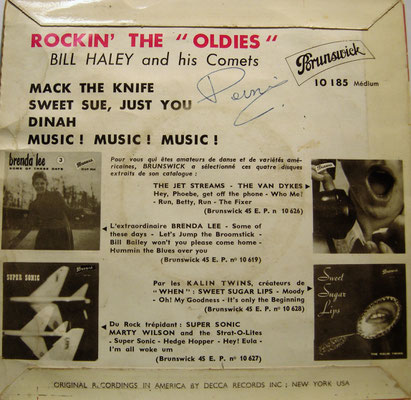 ROCKIN' THE "OLDIES"
BILL HALEY and his Comets
Brunswick
10 185 Médium
MACK THE KNIFE
SWEET SUE, JUST YOU
DINAH
MUSIC ! MUSIC ! MUSIC !
brenda lee
3
SOME OF THESE DAYS
Pour vous qui êtes amateurs de danse et de variétés amé-
ricaines, BRUNSWICK a sélectionné ces quatre disques
extraits de son catalogue :
THE JET STREAMS - THE VAN DYKES
Hey, Phoebe, get off the phone - Who Me!
- Run, Betty, Run - The Fixer
(Brunswick 45 E. P. n° 10 626)
L'extraordinaire BRENDA LEE - Some of
these days - Let's Jump the Broomstick -
Bill Bailey won't you please come home -
Hummin the Blues over you
(Brunswick 45 E.P. n° 10 619)
Par les KALIN TWINS, créateurs de
"WHEN" : SWEET SUGAR LIPS - Moody
- Oh! My Goodness - It's only the Beginning
(Brunswick 45 E.P. n° 10 628)
SUPER SONIC
Sweet
Sugar
Lips
Du Rock trépidant : SUPER SONIC
MARTY WILSON and the Strat-O-Lites
- Super Sonic - Hedge Hopper - Hey! Eula -
I'm all woke um
(Brunswick 45 E.P. n° 10 627)
ORIGINAL RECORDINGS IN AMERICA BY DECCA RECORDS INC : NEW YORK USA